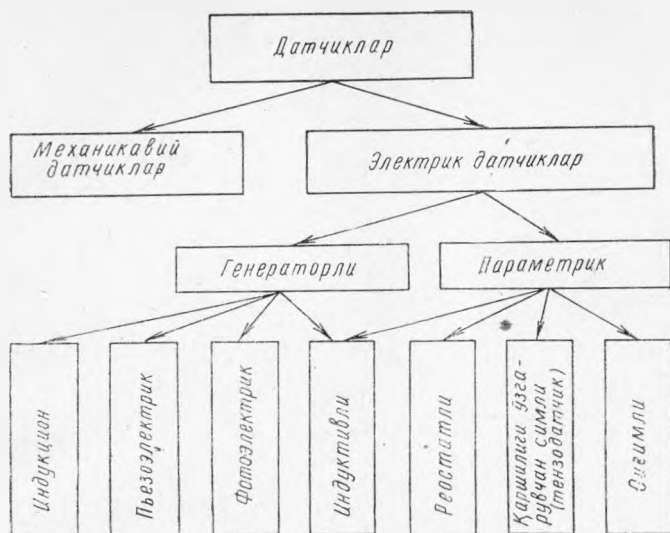 Датчиклар
Механикавий
датчиклар
Электрик датчиклар
Генераторли
Параметрик
Индукцион
Пьезоэлектрик
Фотоэлектрик
Индуктивли
Реостатли
Қаршилиги ўзга-
рувчан симли
(тензодатчик)
Сиғимли